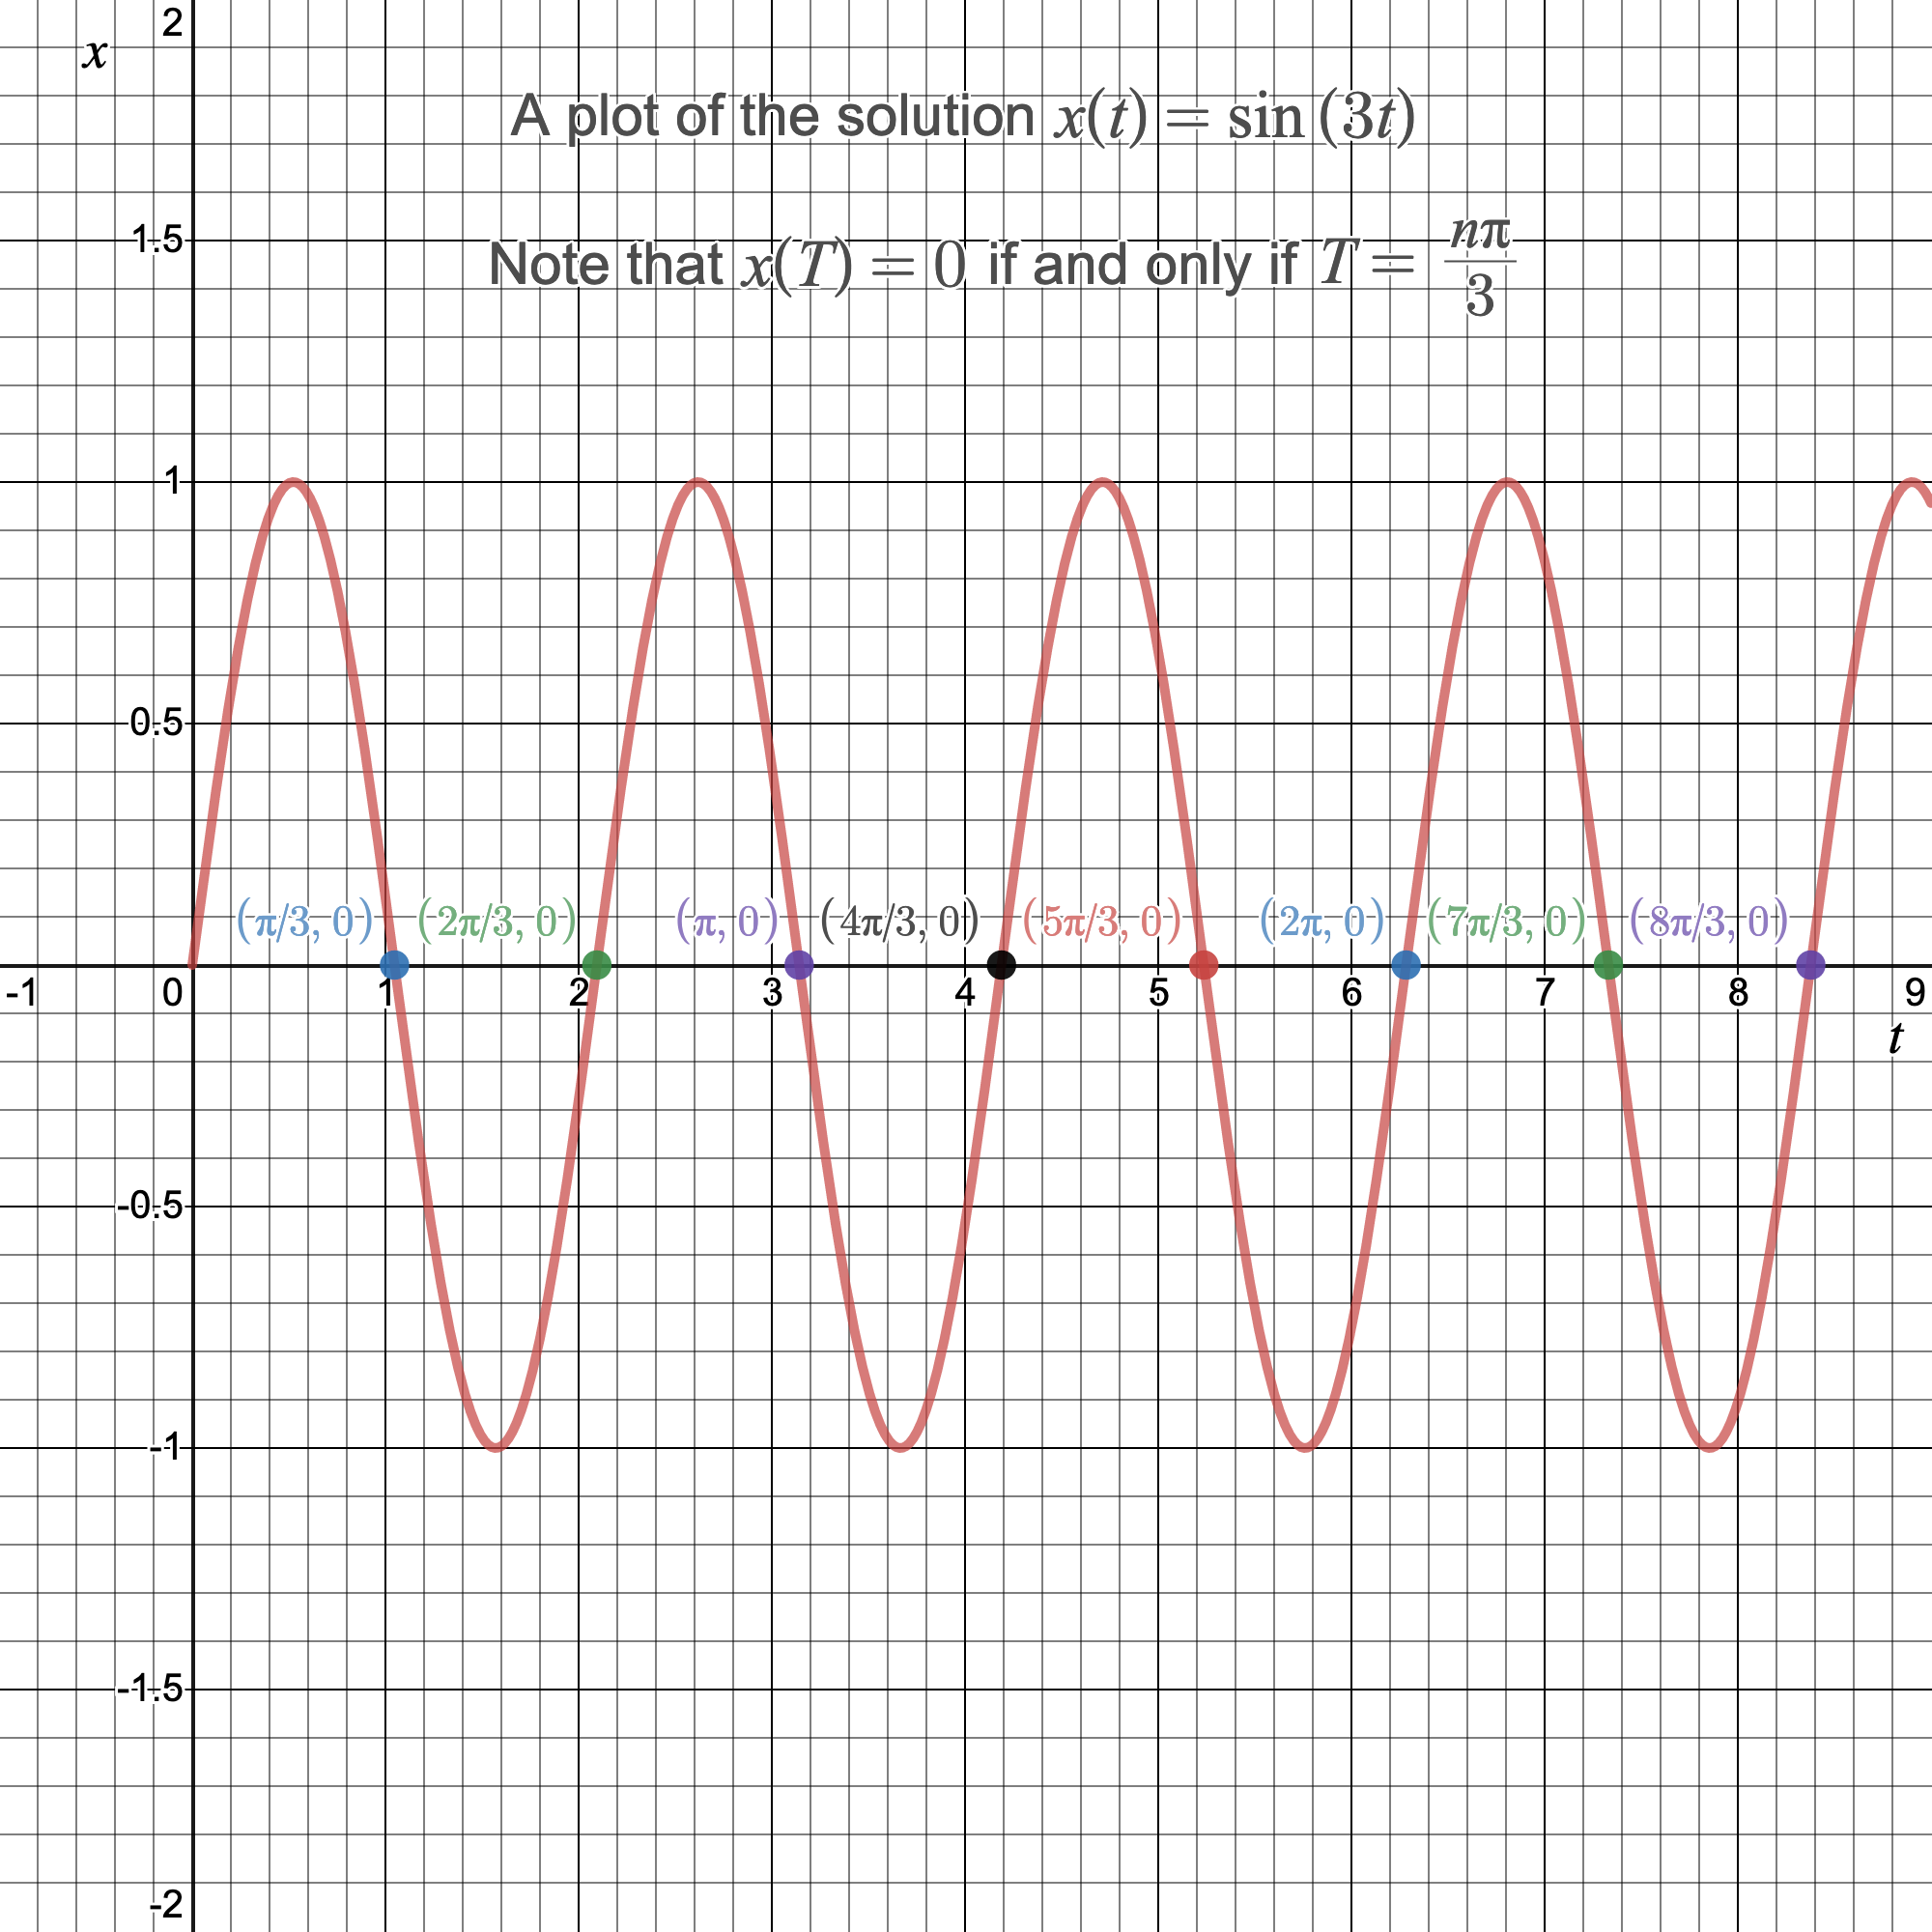 2
x
A plot of the solution x(t) = sin (3t)
1.5
Note that x(T) = 0 if and only if T = nπ/3
1
0.5
(π/3, 0) (2π/3, 0) (π, 0) (4π/3, 0) (5π/3, 0) (2π, 0) (7π/3, 0) (8π/3, 0)
-1 0 1 2 3 4 5 6 7 8 9
t
-0.5
-1
-1.5
-2